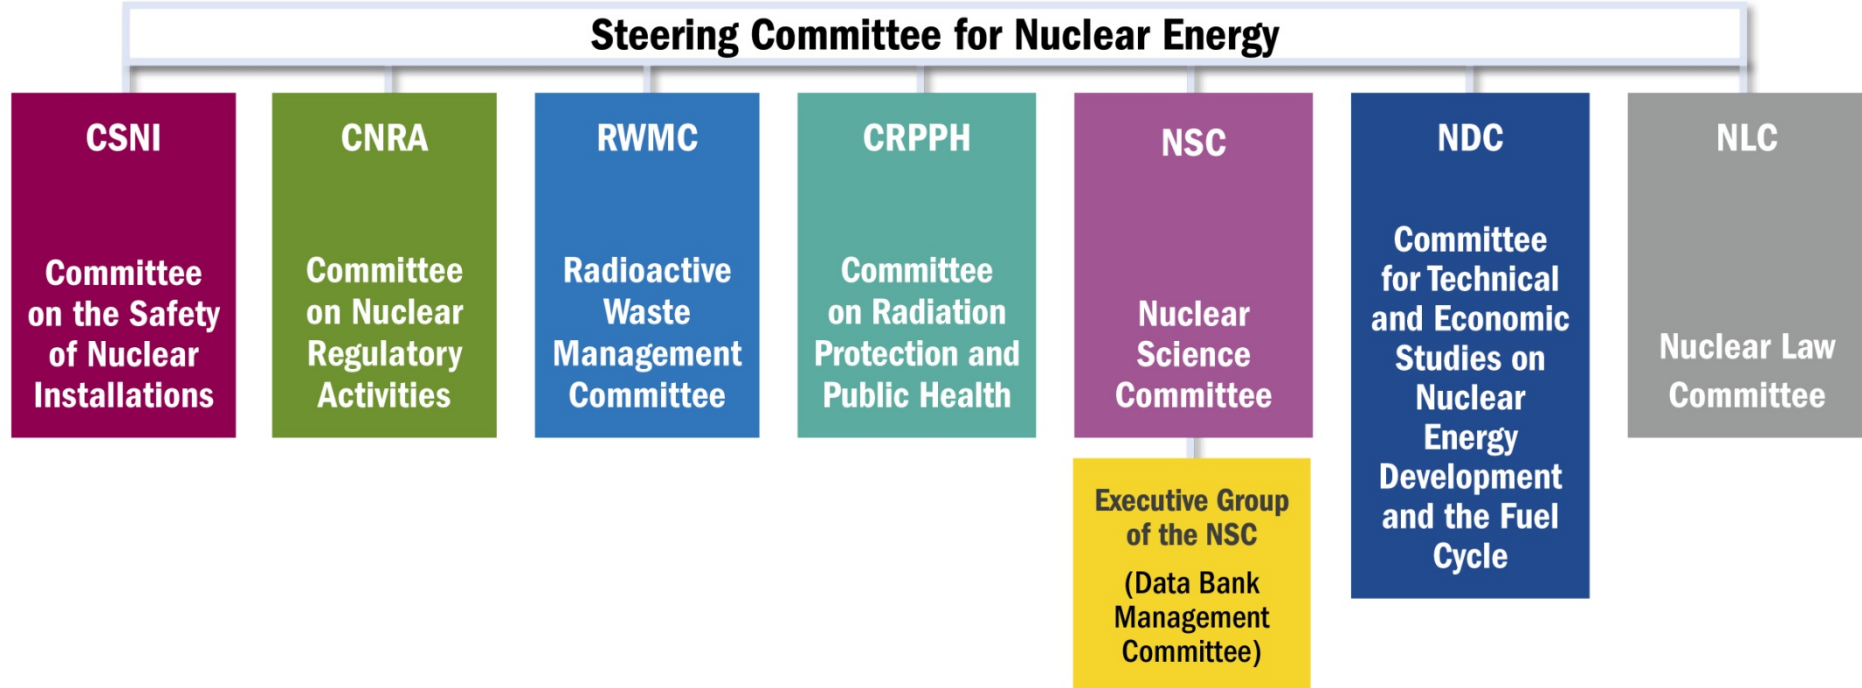 Steering Committee for Nuclear Energy
CSNI
Committee
on the Safety
of Nuclear
Installations
CNRA
Committee
on Nuclear
Regulatory
Activities
RWMC
Radioactive
Waste
Management
Committee
CRPPH
Committee
on Radiation
Protection and
Public Health
NSC
Nuclear
Science
Committee
Executive Group
of the NSC
(Data Bank
Management
Committee)
NDC
Committee
for Technical
and Economic
Studies on
Nuclear
Energy
Development
and the Fuel
Cycle
NLC
Nuclear Law
Committee